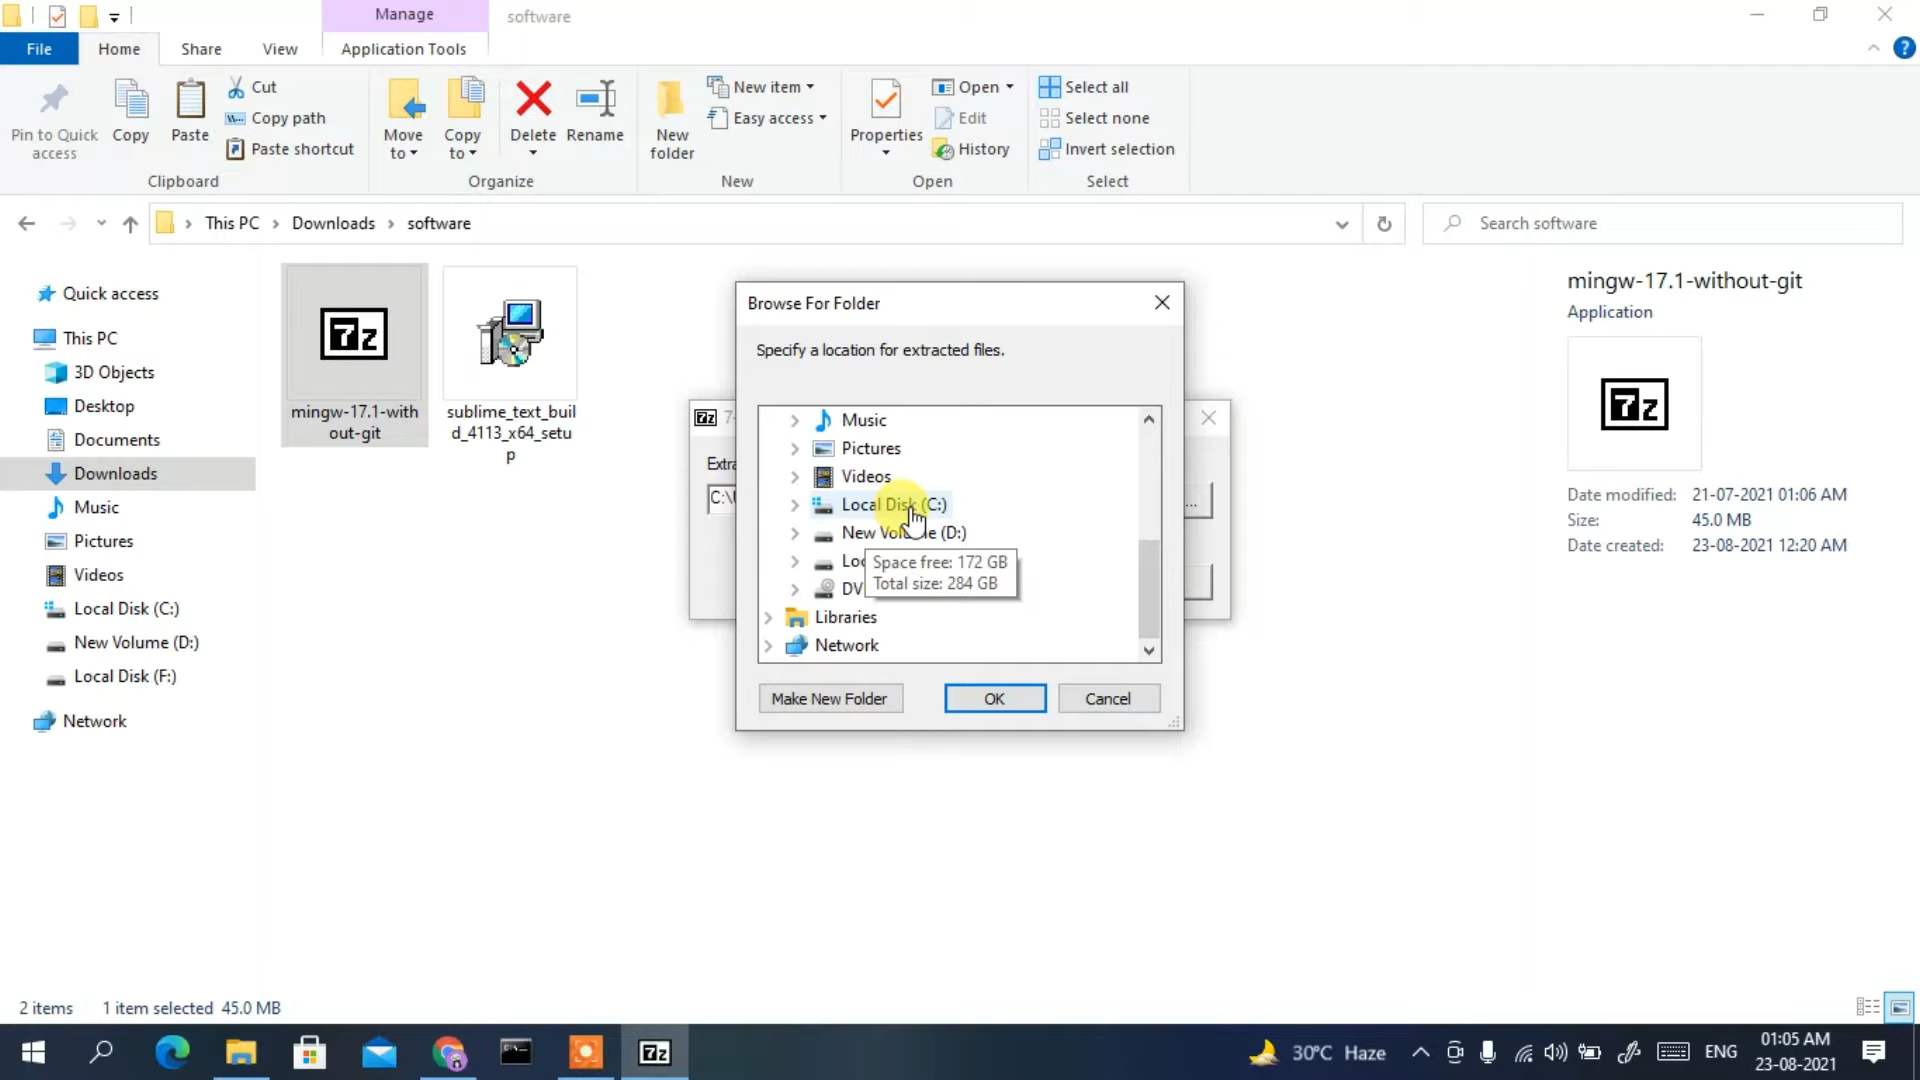 Manage
software
File
Home
Share
View
Application Tools
Pin to Quick
access
Copy
Paste
Cut
Copy path
Paste shortcut
Clipboard
Move
to
Copy
to
Delete
Rename
Organize
New
folder
New item
Easy access
New
Properties
Open
Edit
History
Open
Select all
Select none
Invert selection
Select
This PC > Downloads > software
Search software
Quick access
This PC
3D Objects
Desktop
Documents
Downloads
Music
Pictures
Videos
Local Disk (C:)
New Volume (D:)
Local Disk (F:)
Network
7z
mingw-17.1-with
out-git
sublime_text_buil
d_4113_x64_setu
p
7z
Extra
C:\
...
Browse For Folder
Specify a location for extracted files.
Music
Pictures
Videos
Local Disk (C:)
New Volume (D:)
Loc
DV
Space free: 172 GB
Total size: 284 GB
Libraries
Network
Make New Folder
OK
Cancel
mingw-17.1-without-git
Application
7z
Date modified: 21-07-2021 01:06 AM
Size: 45.0 MB
Date created: 23-08-2021 12:20 AM
2 items 1 item selected 45.0 MB
7z
30°C Haze
ENG
01:05 AM
23-08-2021